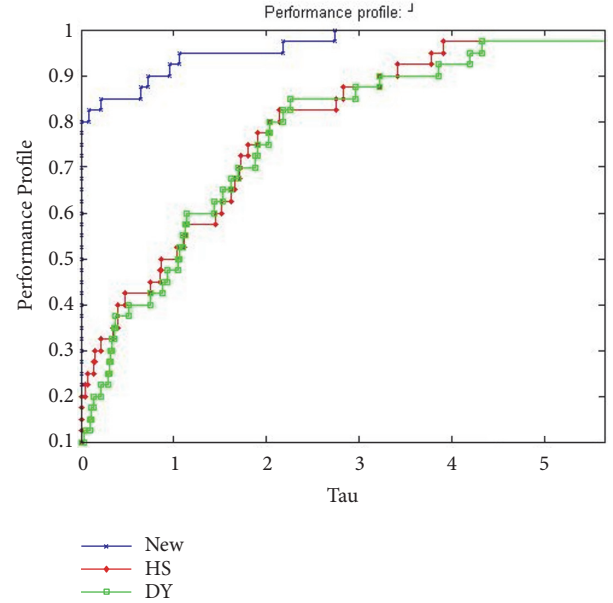 Performance profile: ┘
1
0.9
0.8
0.7
0.6
0.5
0.4
0.3
0.2
0.1
Performance Profile
0 1 2 3 4 5
Tau
New
HS
DY